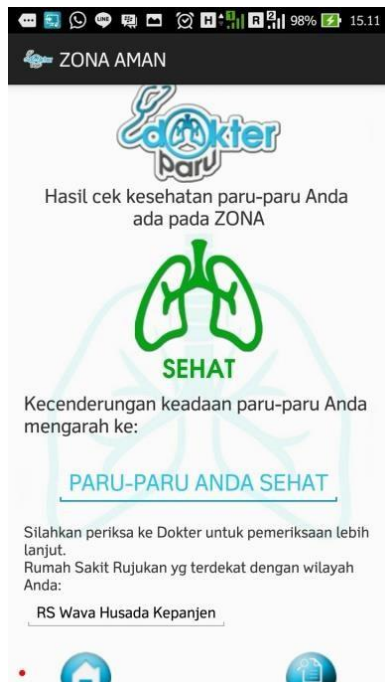 H R 98% 15.11
ZONA AMAN
dokter
paru
Hasil cek kesehatan paru-paru Anda
ada pada ZONA
SEHAT
Kecenderungan keadaan paru-paru Anda
mengarah ke:
PARU-PARU ANDA SEHAT
Silahkan periksa ke Dokter untuk pemeriksaan lebih
lanjut.
Rumah Sakit Rujukan yg terdekat dengan wilayah
Anda:
RS Wava Husada Kepanjen